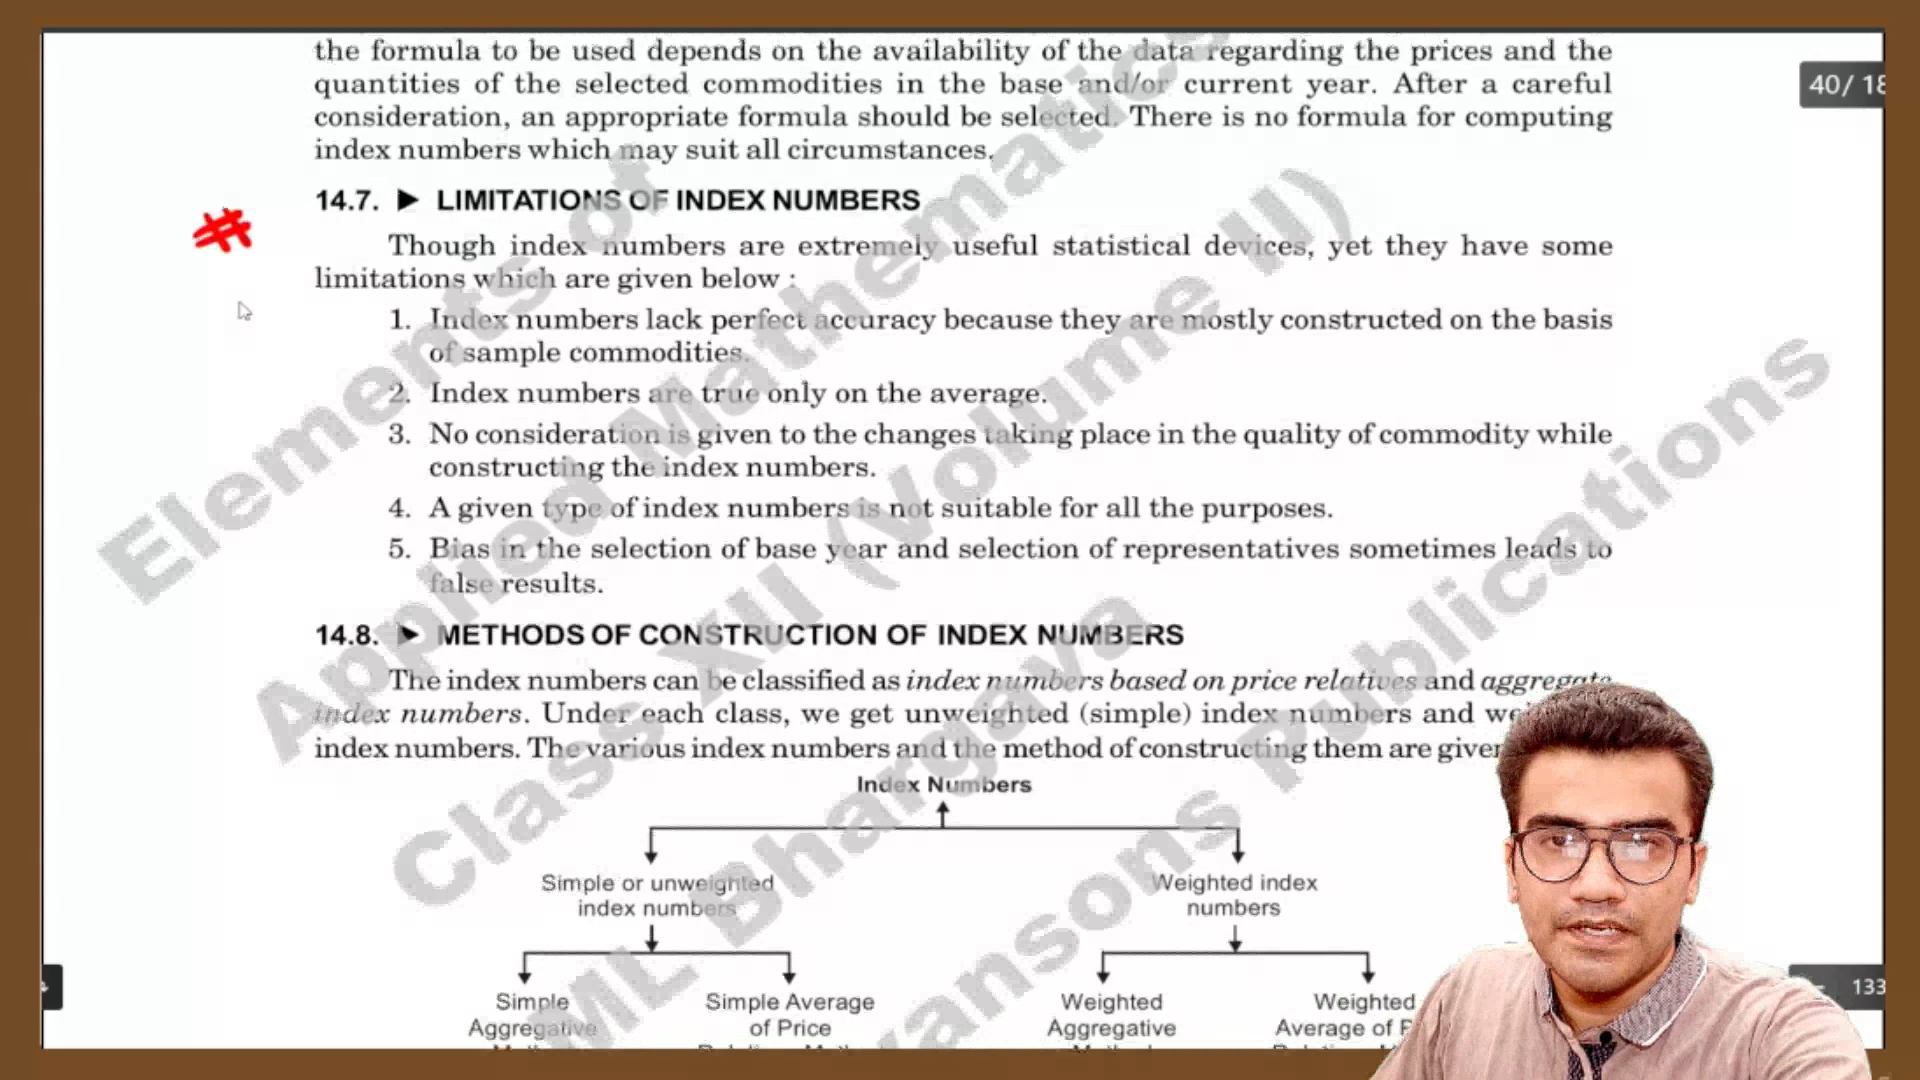 the formula to be used depends on the availability of the data regarding the prices and the
quantities of the selected commodities in the base and/or current year. After a careful
consideration, an appropriate formula should be selected. There is no formula for computing
index numbers which may suit all circumstances.
40/ 18
14.7. ► LIMITATIONS OF INDEX NUMBERS
#
Though index numbers are extremely useful statistical devices, yet they have some
limitations which are given below :
1. Index numbers lack perfect accuracy because they are mostly constructed on the basis
of sample commodities.
2. Index numbers are true only on the average.
3. No consideration is given to the changes taking place in the quality of commodity while
constructing the index numbers.
4. A given type of index numbers is not suitable for all the purposes.
5. Bias in the selection of base year and selection of representatives sometimes leads to
false results.
14.8. ► METHODS OF CONSTRUCTION OF INDEX NUMBERS
The index numbers can be classified as index numbers based on price relatives and aggregate
index numbers. Under each class, we get unweighted (simple) index numbers and
index numbers. The various index numbers and the method of constructing them are given
Index Numbers
Simple or unweighted
index numbers
Weighted index
numbers
Simple
Aggregative
Simple Average
of Price
Weighted
Aggregative
Weighted
Average of
133
Elements of
Applied Mathematics
Class XII (Volume II)
ML Bhargava
Publications